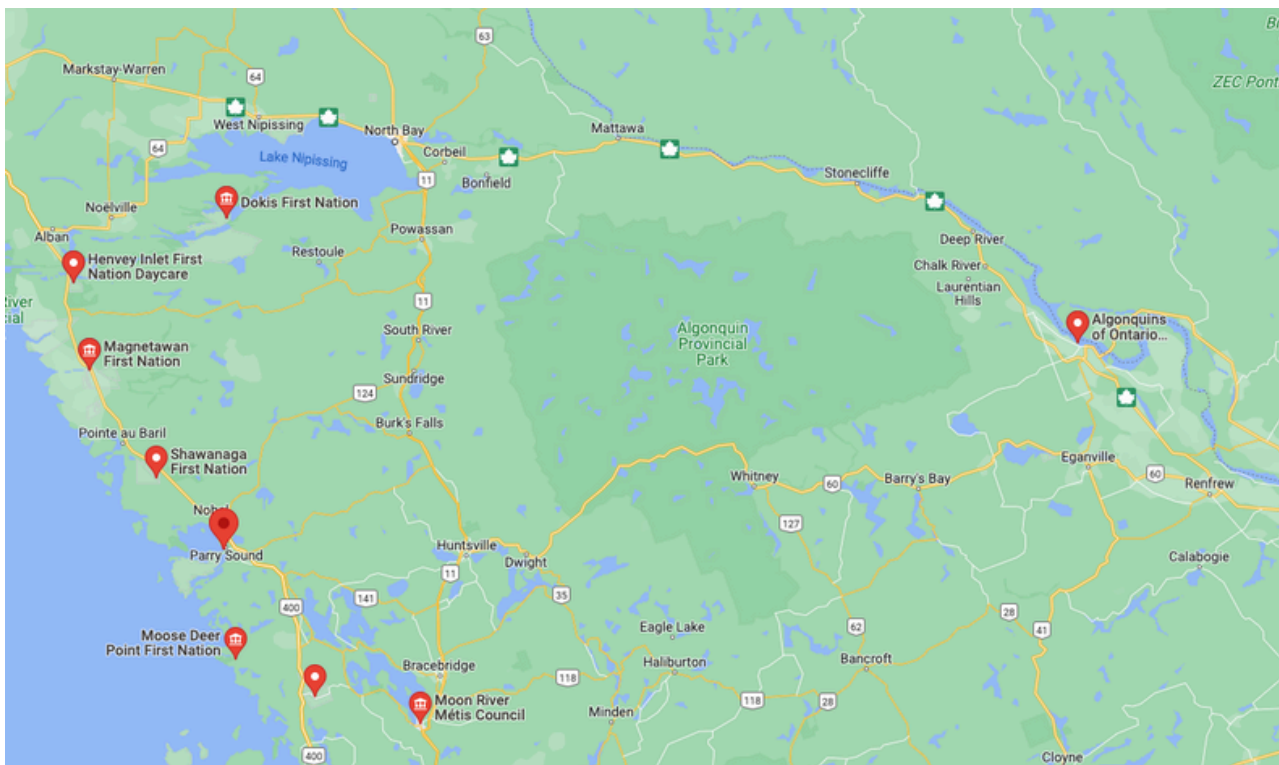 63
Markstay-Warren
64
ZEC Pont
West Nipissing
North Bay
Mattawa
64
Lake Nipissing
Corbeil
Bonfield
11
Stonecliffe
Dokis First Nation
Noëlville
Alban
Powassan
Deep River
Restoule
Henvey Inlet First
Nation Daycare
Chalk River
Laurentian
Hills
River
cial
11
South River
Algonquin
Provincial
Park
Algonquins
of Ontario...
Magnetawan
First Nation
Sundridge
124
Burk's Falls
Pointe au Baril
Shawanaga
First Nation
Whitney
60
Barry's Bay
Eganville
60
Renfrew
Nobel
127
Parry Sound
Huntsville
Dwight
11
Calabogie
400
141
35
28
41
62
Eagle Lake
Moose Deer
Point First Nation
Bracebridge
Haliburton
Bancroft
118
118
28
Moon River
Métis Council
Minden
400
Cloyne